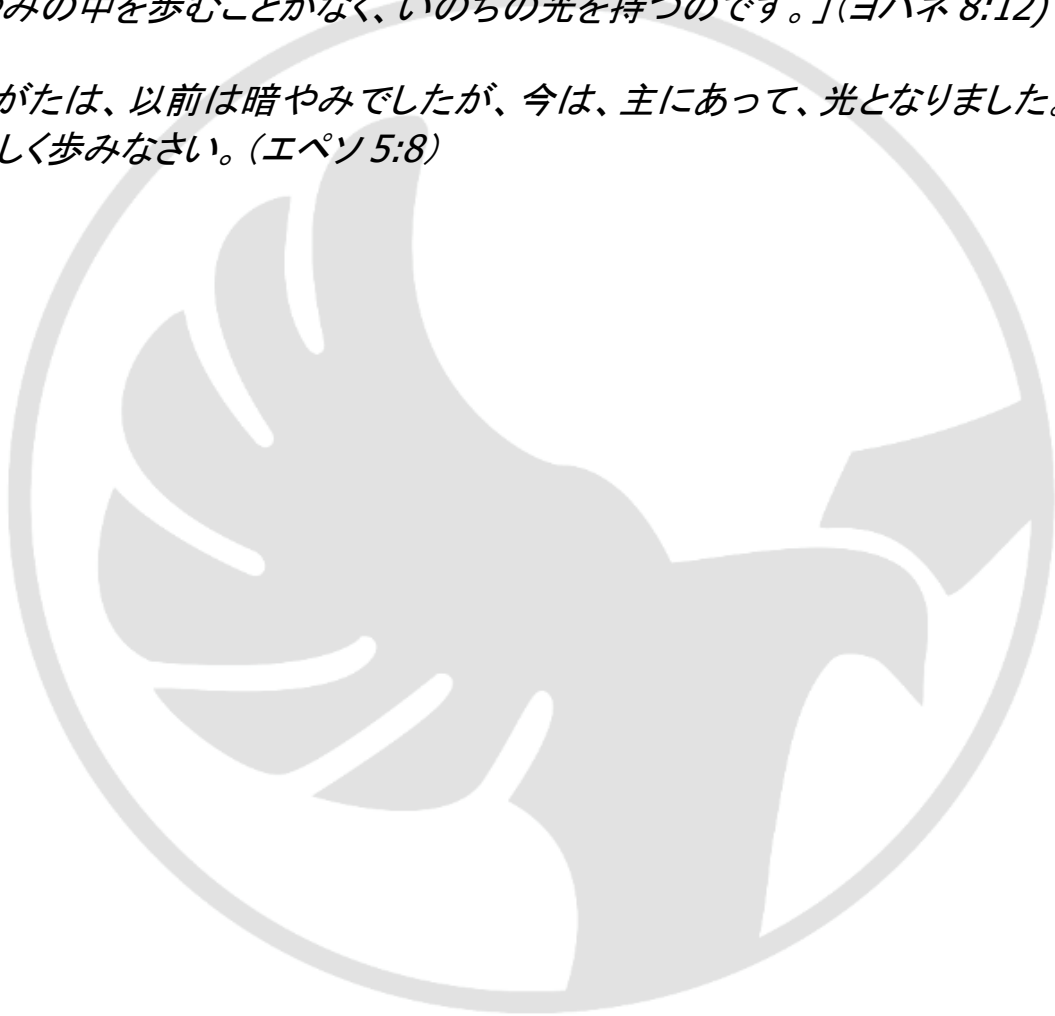 みの中を歩むことがなく、いのちの光を持つのです。」（ヨハネ 8:12)
がたは、以前は暗やみでしたが、今は、主にあって、光となりました。
しく歩みなさい。（エペソ 5:8）